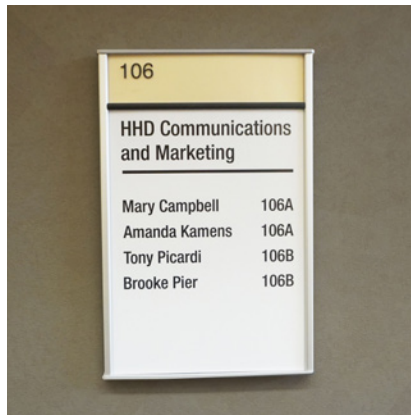 106
HHD Communications
and Marketing
Mary Campbell 106A
Amanda Kamens 106A
Tony Picardi 106B
Brooke Pier 106B